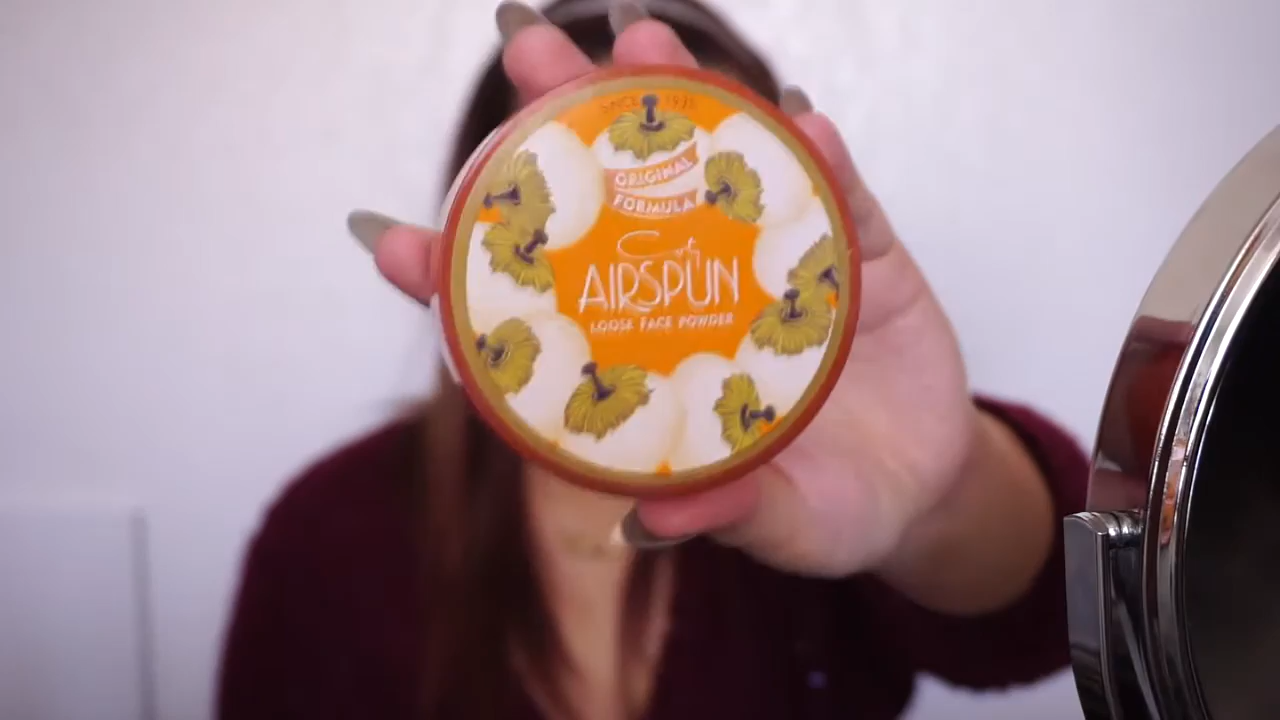 SINCE 1935
ORIGINAL
FORMULA
Coty
AIRSPUN
LOOSE FACE POWDER